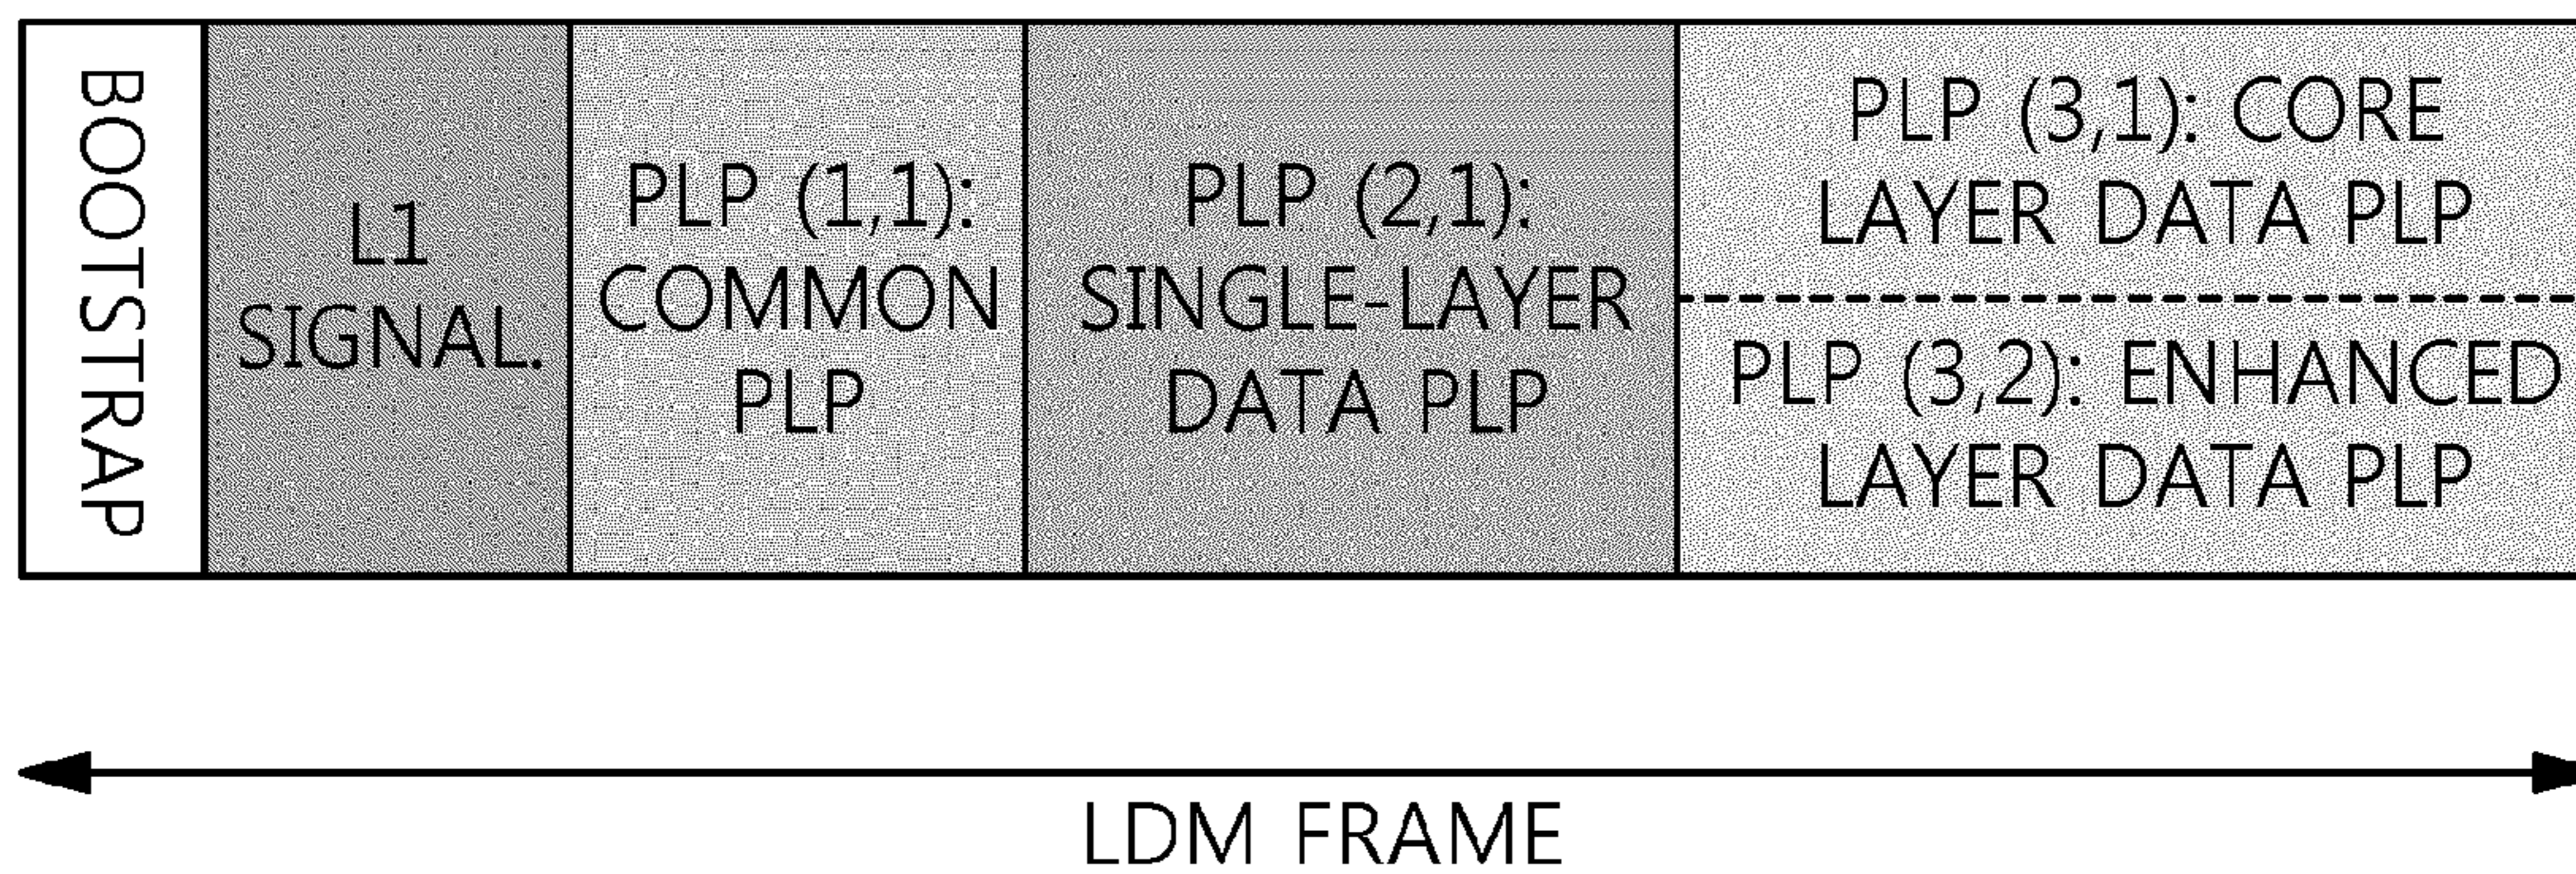 BOOTSTRAP
L1
SIGNAL.
PLP (1,1):
COMMON
PLP
PLP (2,1):
SINGLE-LAYER
DATA PLP
PLP (3,1): CORE
LAYER DATA PLP
PLP (3,2): ENHANCED
LAYER DATA PLP
LDM FRAME